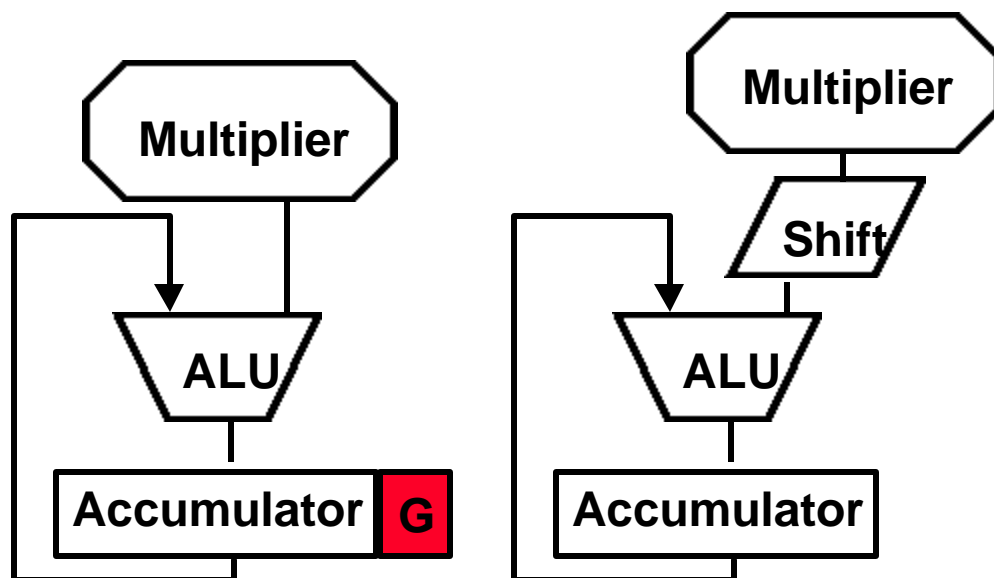 Multiplier
ALU
Accumulator G
Multiplier
Shift
ALU
Accumulator